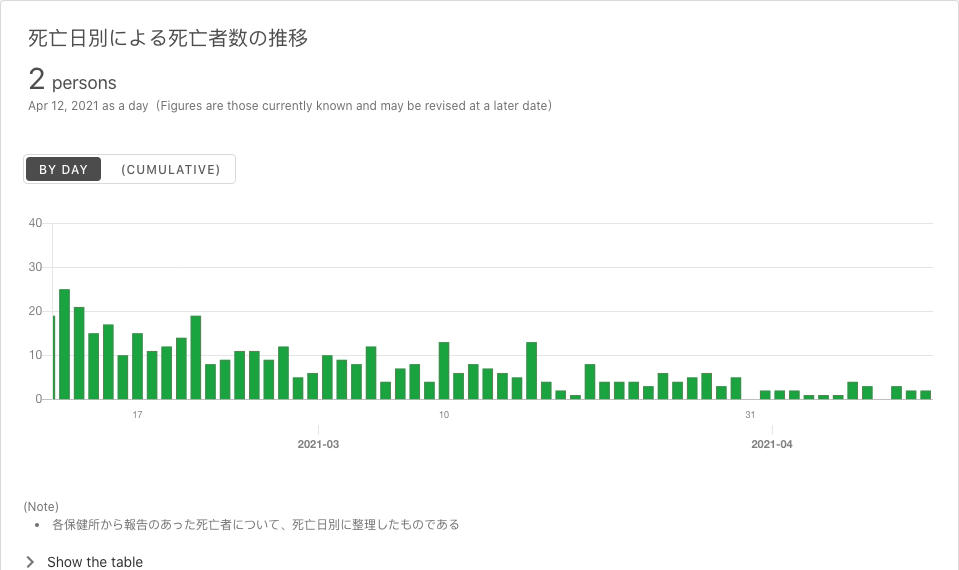 死亡日別による死亡者数の推移
2 persons
Apr 12, 2021 as a day（Figures are those currently known and may be revised at a later date）
BY DAY (CUMULATIVE)
40
30
20
10
0
17 10 31
2021-03 2021-04
(Note)
• 各保健所から報告のあった死亡者について、死亡日別に整理したものである
Show the table